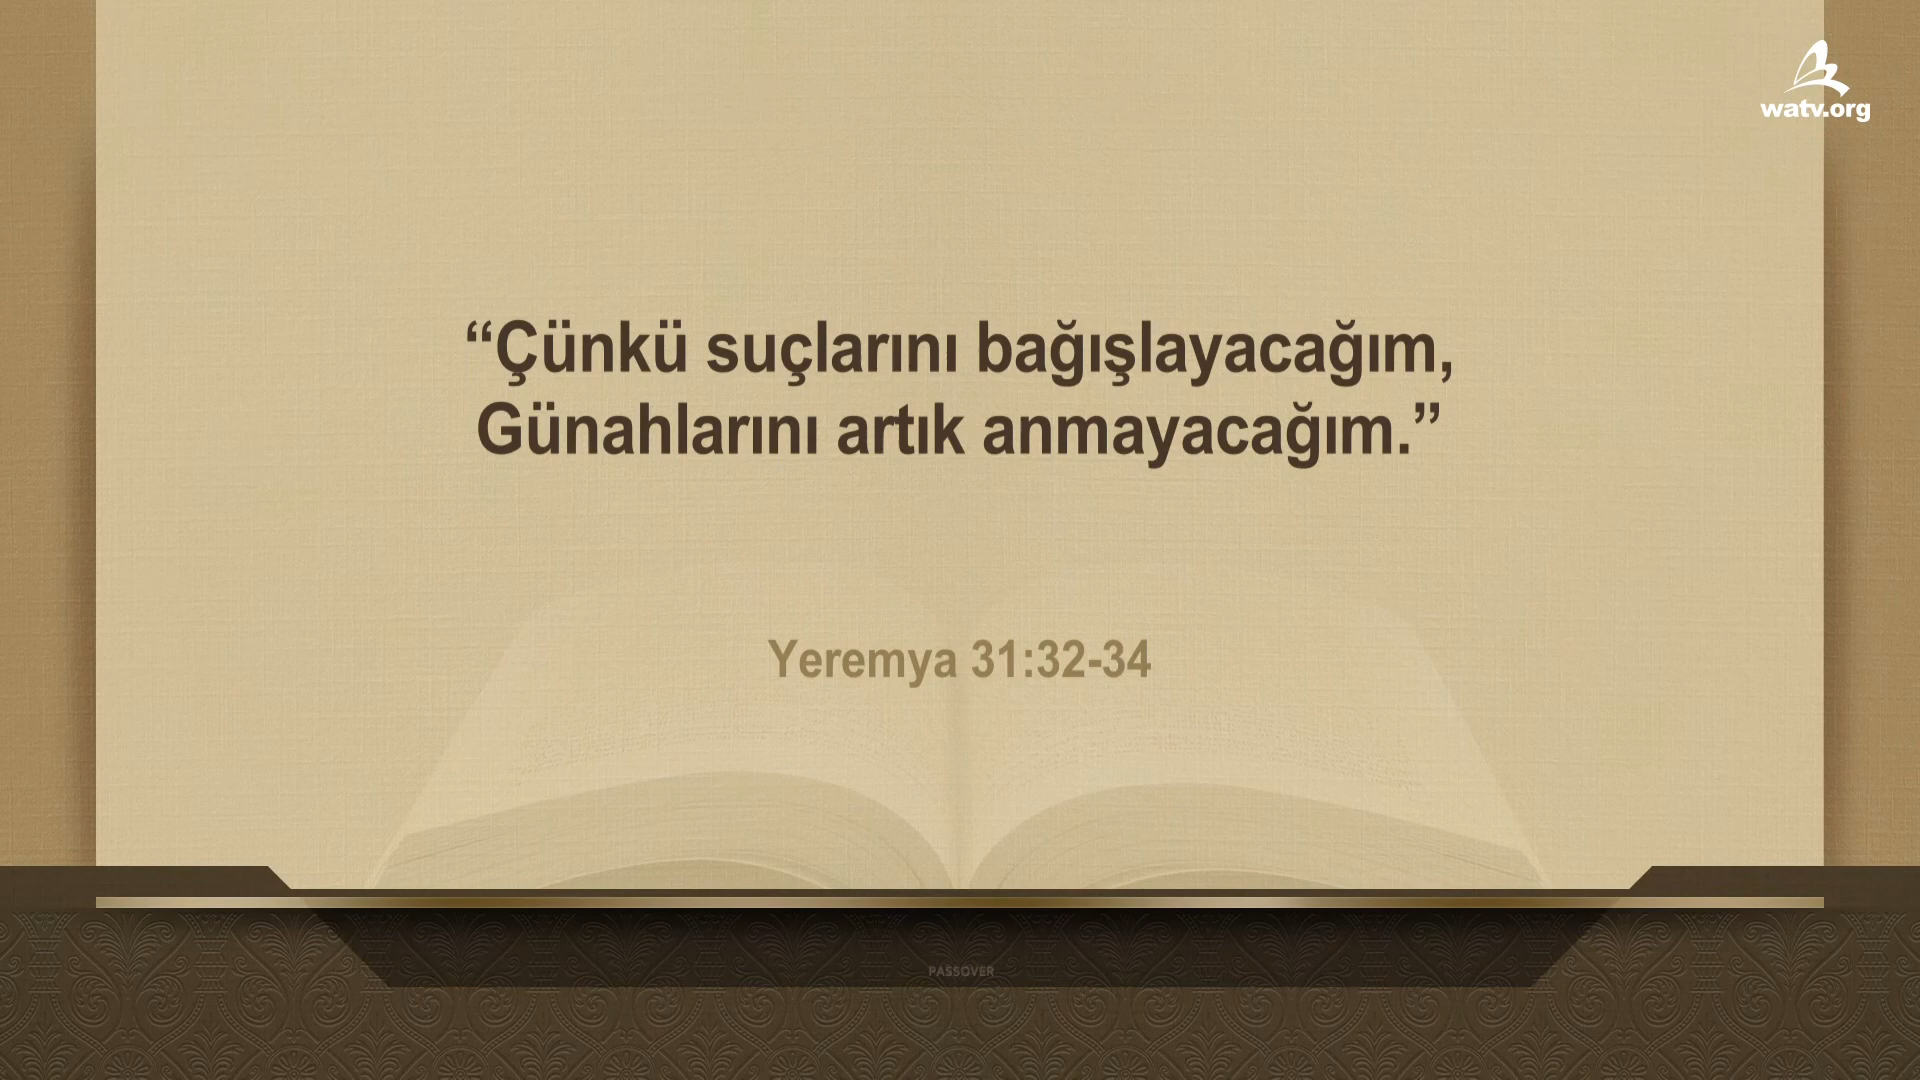 watv.org
“Çünkü suçlarını bağışlayacağım,
Günahlarını artık anmayacağım.”
Yeremya 31:32-34
PASSOVER